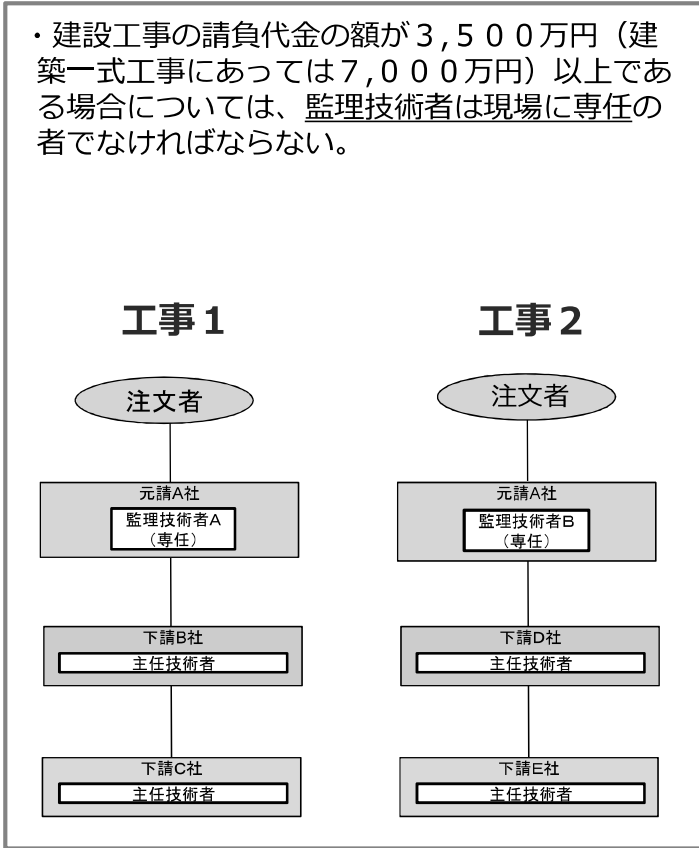 ・建設工事の請負代金の額が３,５００万円（建
築一式工事にあっては７,０００万円）以上であ
る場合については、監理技術者は現場に専任の
者でなければならない。
工事１
注文者
元請A社
監理技術者A
（専任）
下請B社
主任技術者
下請C社
主任技術者
工事２
注文者
元請A社
監理技術者B
（専任）
下請D社
主任技術者
下請E社
主任技術者